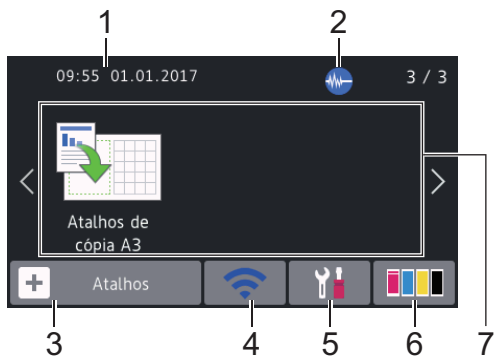 1 2
09:55 01.01.2017 3 / 3
Atalhos de
cópia A3
Atalhos
3 4 5 6 7